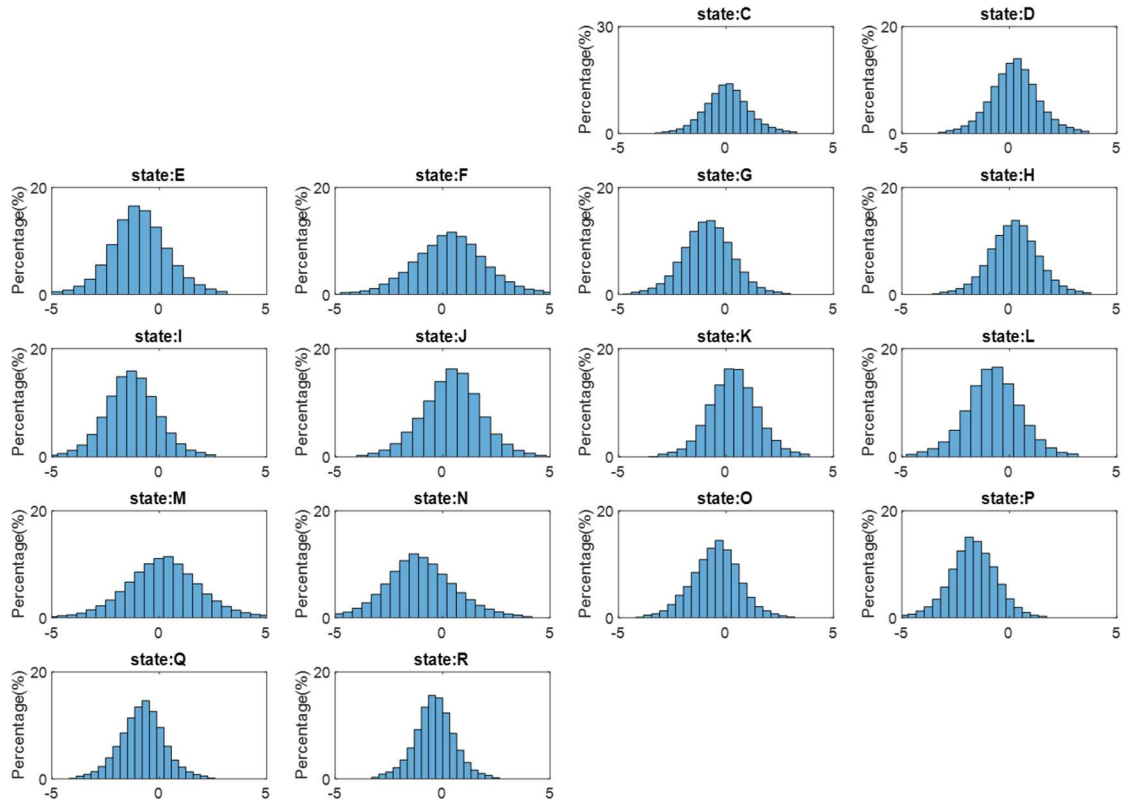 state:C
30
Percentage(%)
0
-5 0 5
state:D
20
Percentage(%)
0
-5 0 5
state:E
20
Percentage(%)
0
-5 0 5
state:F
20
Percentage(%)
0
-5 0 5
state:G
20
Percentage(%)
0
-5 0 5
state:H
20
Percentage(%)
0
-5 0 5
state:I
20
Percentage(%)
0
-5 0 5
state:J
20
Percentage(%)
0
-5 0 5
state:K
20
Percentage(%)
0
-5 0 5
state:L
20
Percentage(%)
0
-5 0 5
state:M
20
Percentage(%)
0
-5 0 5
state:N
20
Percentage(%)
0
-5 0 5
state:O
20
Percentage(%)
0
-5 0 5
state:P
20
Percentage(%)
0
-5 0 5
state:Q
20
Percentage(%)
0
-5 0 5
state:R
20
Percentage(%)
0
-5 0 5